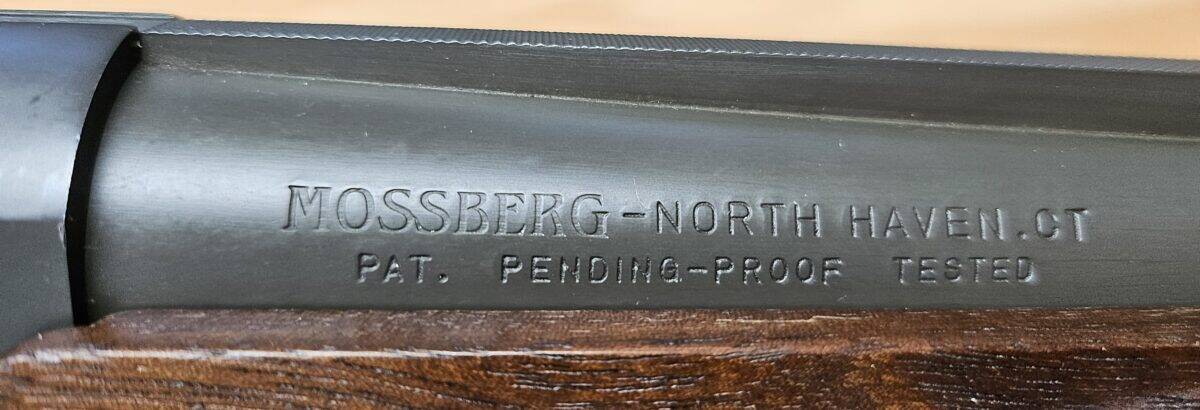 MOSSBERG-NORTH HAVEN.CT
PAT. PENDING-PROOF TESTED